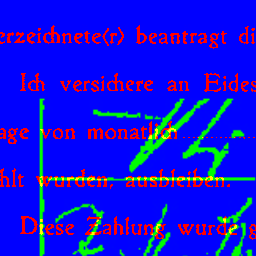 erzeichnete(r) beantragt di
Ich versichere an Eides
age von monatlich
hlt wurden, ausbleiben.
Diese Zahlung wurde g